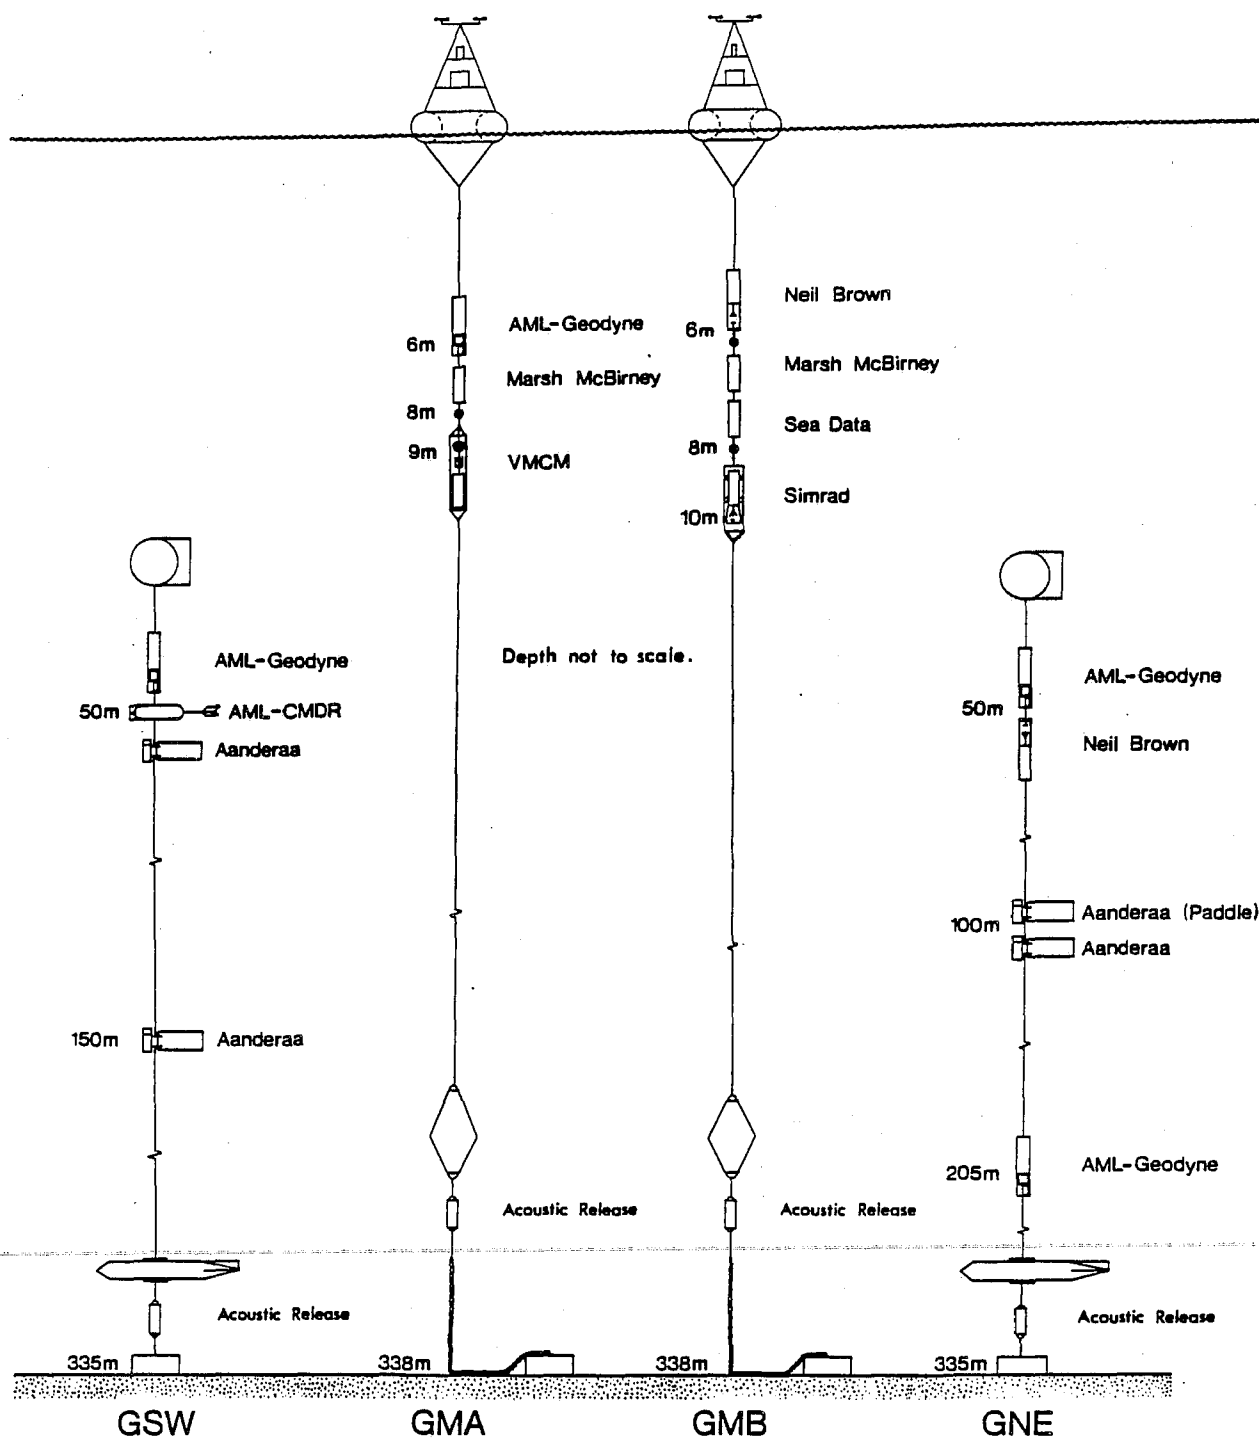 Neil Brown
AML-Geodyne
6m
6m
Marsh McBirney
Marsh McBirney
8m
Sea Data
8m
9m
VMCM
Simrad
10m
Depth not to scale.
AML-Geodyne
AML-Geodyne
50m
AML-CMDR
50m
Aanderaa
Neil Brown
Aanderaa (Paddle)
100m
Aanderaa
150m
Aanderaa
205m
AML-Geodyne
Acoustic Release
Acoustic Release
Acoustic Release
Acoustic Release
335m
338m
338m
335m
GSW
GMA
GMB
GNE